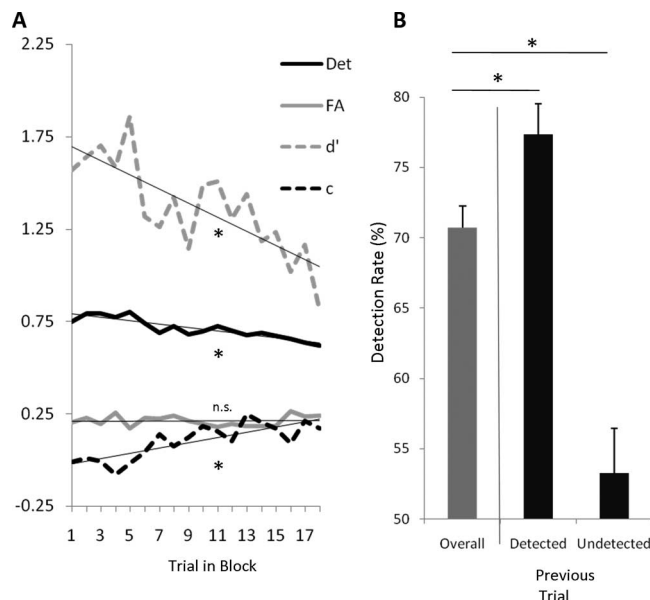 A
2.25
1.75
1.25
0.75
0.25
-0.25
Det
FA
d'
c
*
*
n.s.
*
1 3 5 7 9 11 13 15 17
Trial in Block
B
*
*
Detection Rate (%)
80
75
70
65
60
55
50
Overall Detected Undetected
Previous
Trial